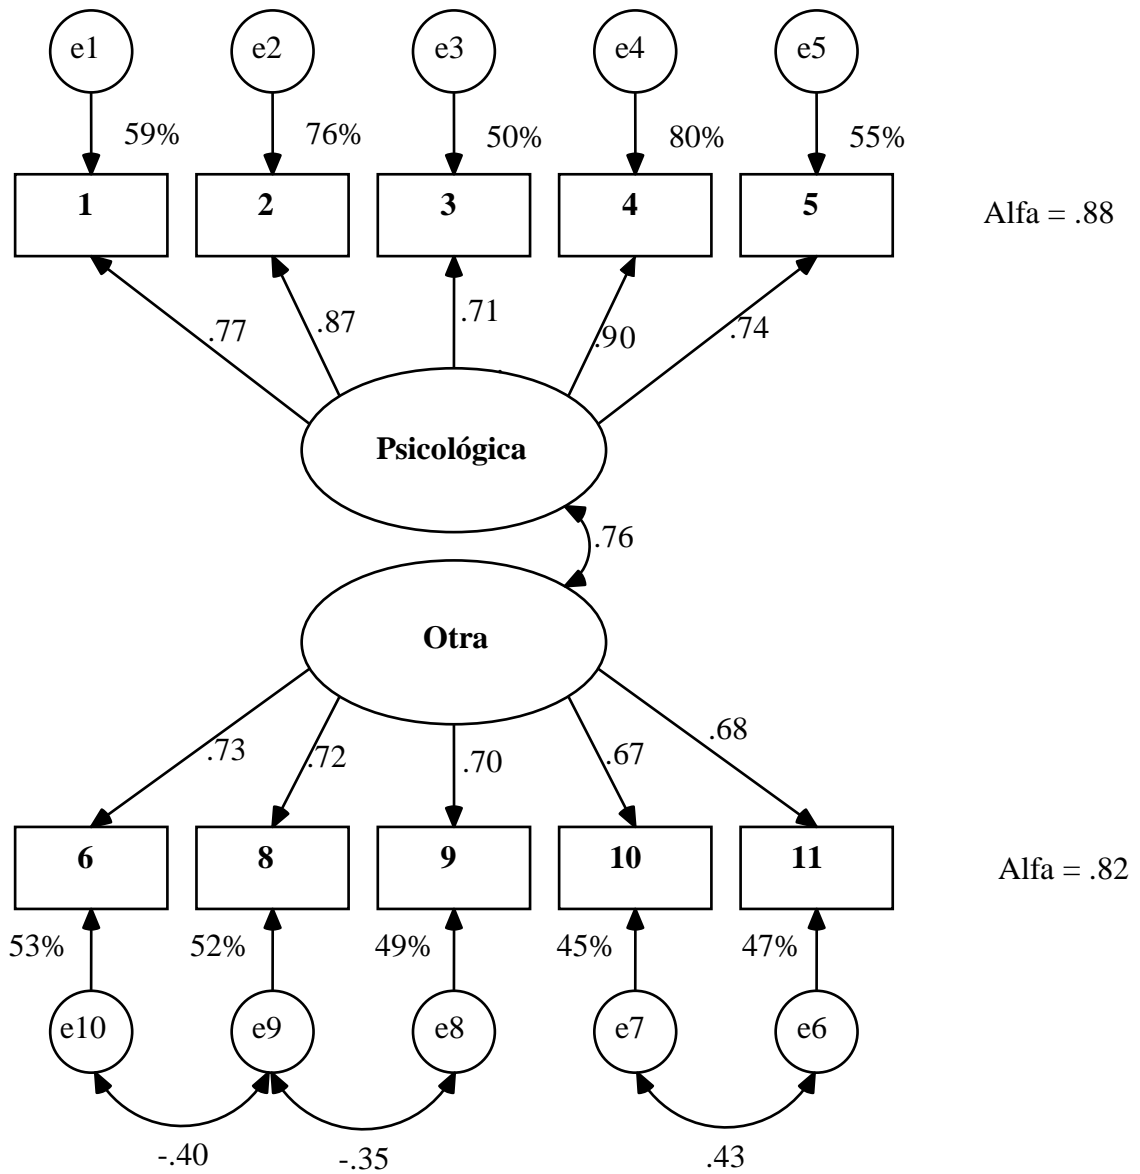 e1 e2 e3 e4 e5
59% 76% 50% 80% 55%
1 2 3 4 5 Alfa = .88
.77 .87 .71 .90 .74
Psicológica
.76
Otra
.73 .72 .70 .67 .68
6 8 9 10 11 Alfa = .82
53% 52% 49% 45% 47%
e10 e9 e8 e7 e6
-.40 -.35 .43